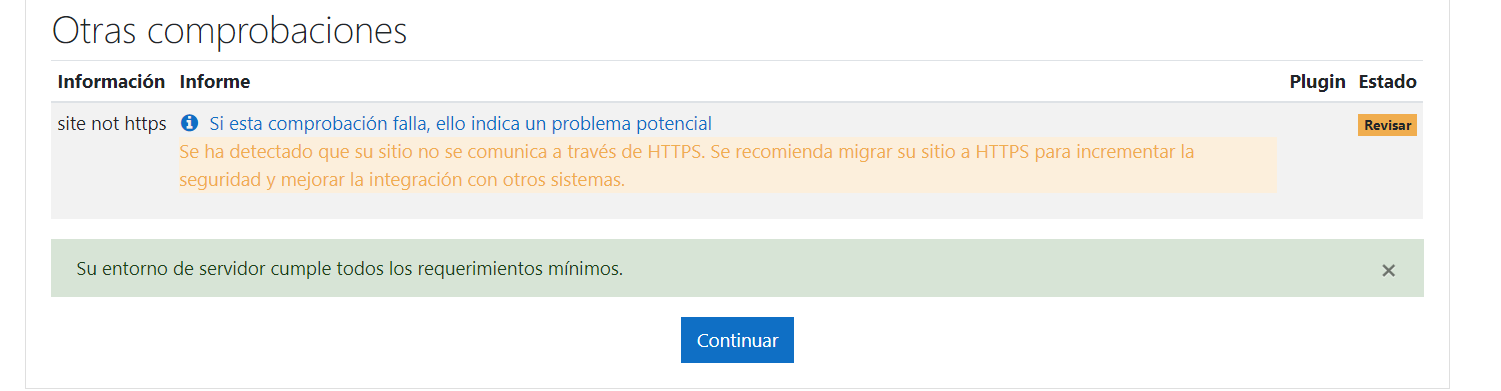 Otras comprobaciones
Información Informe Plugin Estado
site not https Si esta comprobación falla, ello indica un problema potencial Revisar
Se ha detectado que su sitio no se comunica a través de HTTPS. Se recomienda migrar su sitio a HTTPS para incrementar la
seguridad y mejorar la integración con otros sistemas.
Su entorno de servidor cumple todos los requerimientos mínimos. ×
Continuar